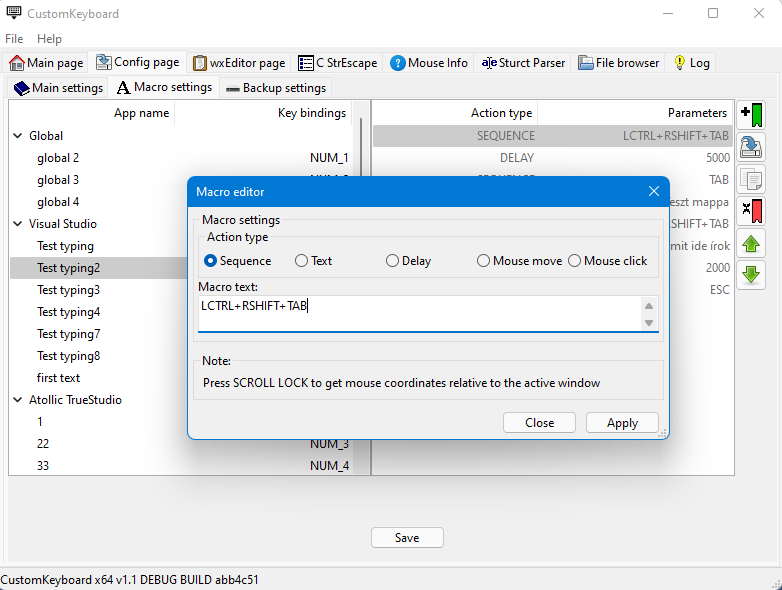 CustomKeyboard
File Help
Main page Config page wxEditor page C StrEscape Mouse Info Sturct Parser File browser Log
Main settings Macro settings Backup settings
App name Key bindings Action type Parameters
Global SEQUENCE LCTRL+RSHIFT+TAB
global 2 NUM_1 DELAY 5000
global 3 TAB
global 4 eszt mappa
Macro editor
Visual Studio SHIFT+TAB
Test typing mit ide írok
Test typing2 2000
Test typing3 ESC
Test typing4
Test typing7
Test typing8
first text
Atollic TrueStudio
1
22 NUM_3
33 NUM_4
Macro settings
Action type
Sequence Text Delay Mouse move Mouse click
Macro text:
LCTRL+RSHIFT+TAB
Note:
Press SCROLL LOCK to get mouse coordinates relative to the active window
Close Apply
Save
CustomKeyboard x64 v1.1 DEBUG BUILD abb4c51